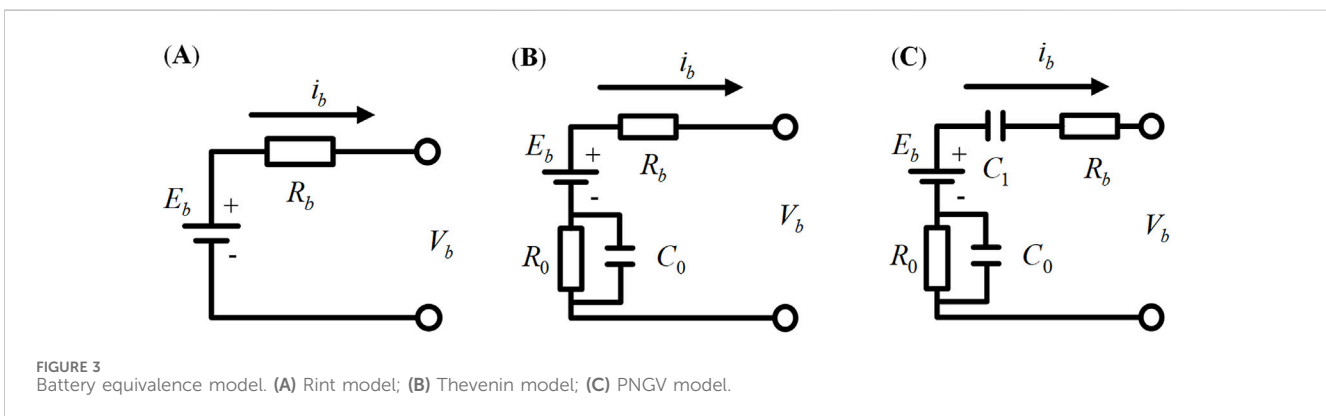 (A)
i_b
E_b
+
-
R_b
V_b
(B)
i_b
E_b
+
-
R_b
V_b
R_0
C_0
(C)
i_b
E_b
+
-
C_1
R_b
V_b
R_0
C_0
FIGURE 3
Battery equivalence model. (A) Rint model; (B) Thevenin model; (C) PNGV model.